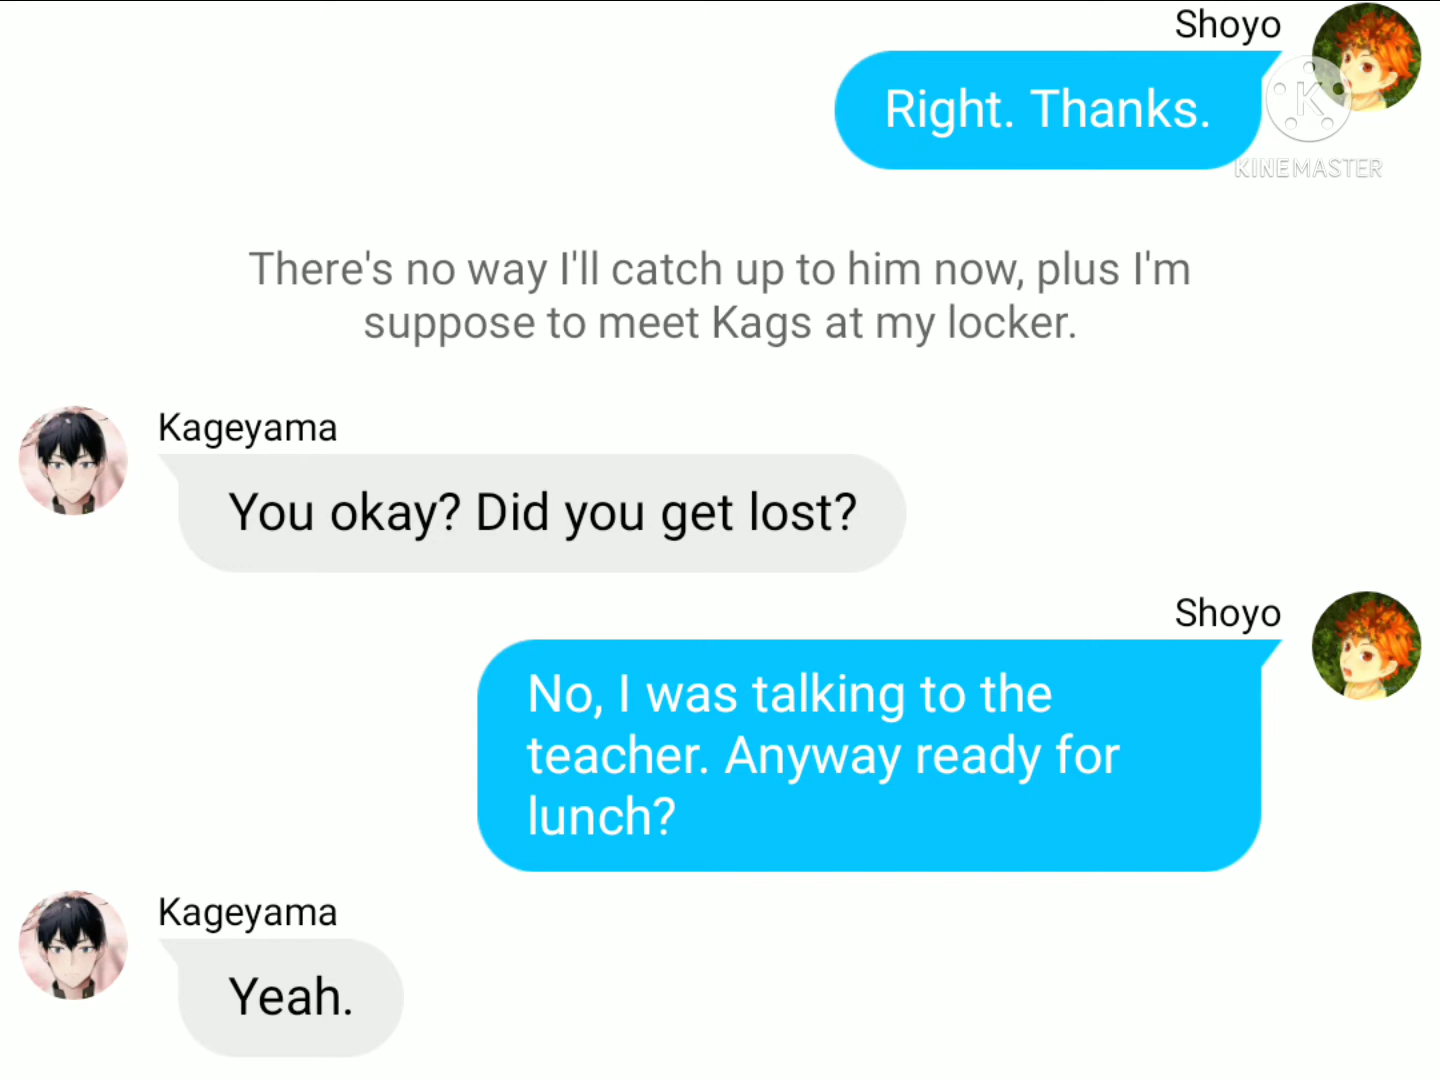 Shoyo
Right. Thanks.
K
KINEMASTER
There's no way I'll catch up to him now, plus I'm
suppose to meet Kags at my locker.
Kageyama
You okay? Did you get lost?
Shoyo
No, I was talking to the
teacher. Anyway ready for
lunch?
Kageyama
Yeah.